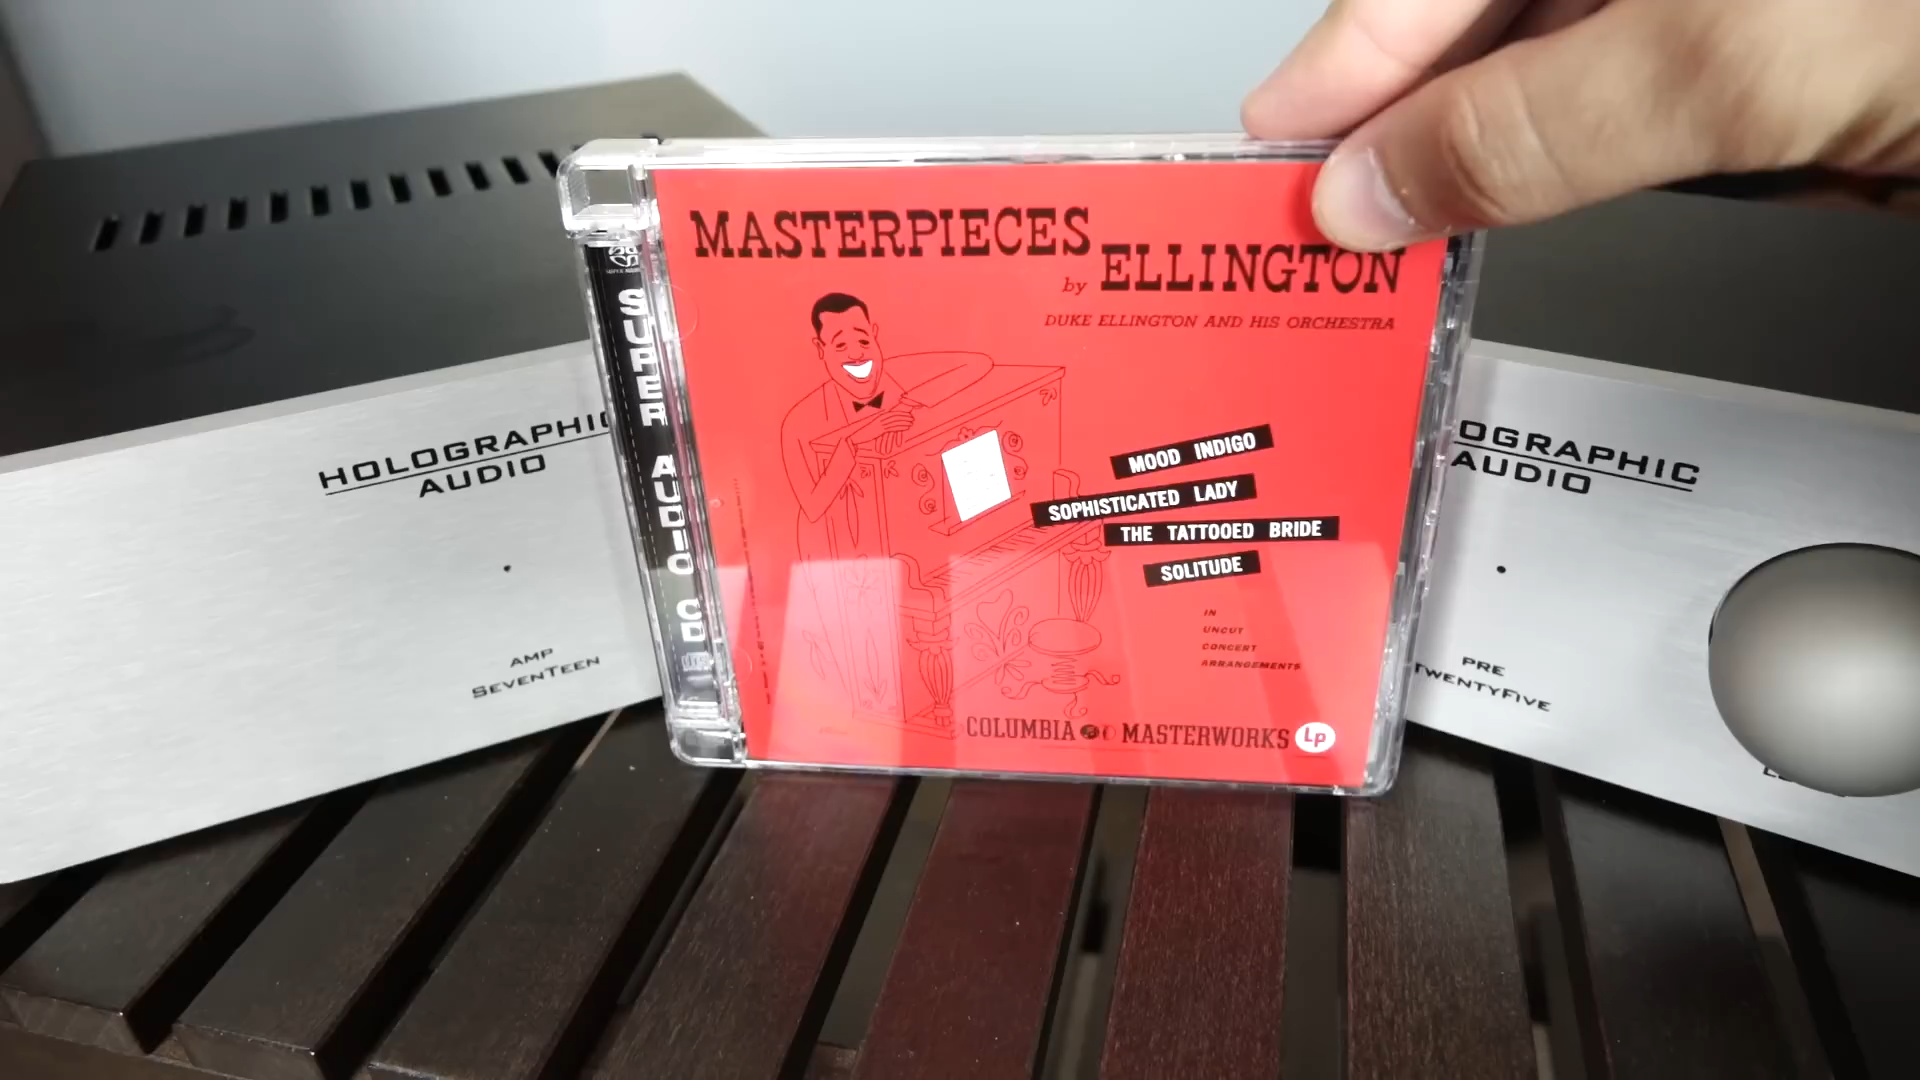 MASTERPIECES
by ELLINGTON
DUKE ELLINGTON AND HIS ORCHESTRA
MOOD INDIGO
SOPHISTICATED LADY
THE TATTOOED BRIDE
SOLITUDE
IN
UNCUT
CONCERT
ARRANGEMENTS
COLUMBIA MASTERWORKS Lp
SUPER AUDIO CD
HOLOGRAPHIC
AUDIO
AMP
SEVENTEEN
OGRAPHIC
AUDIO
PRE
TWENTYFIVE